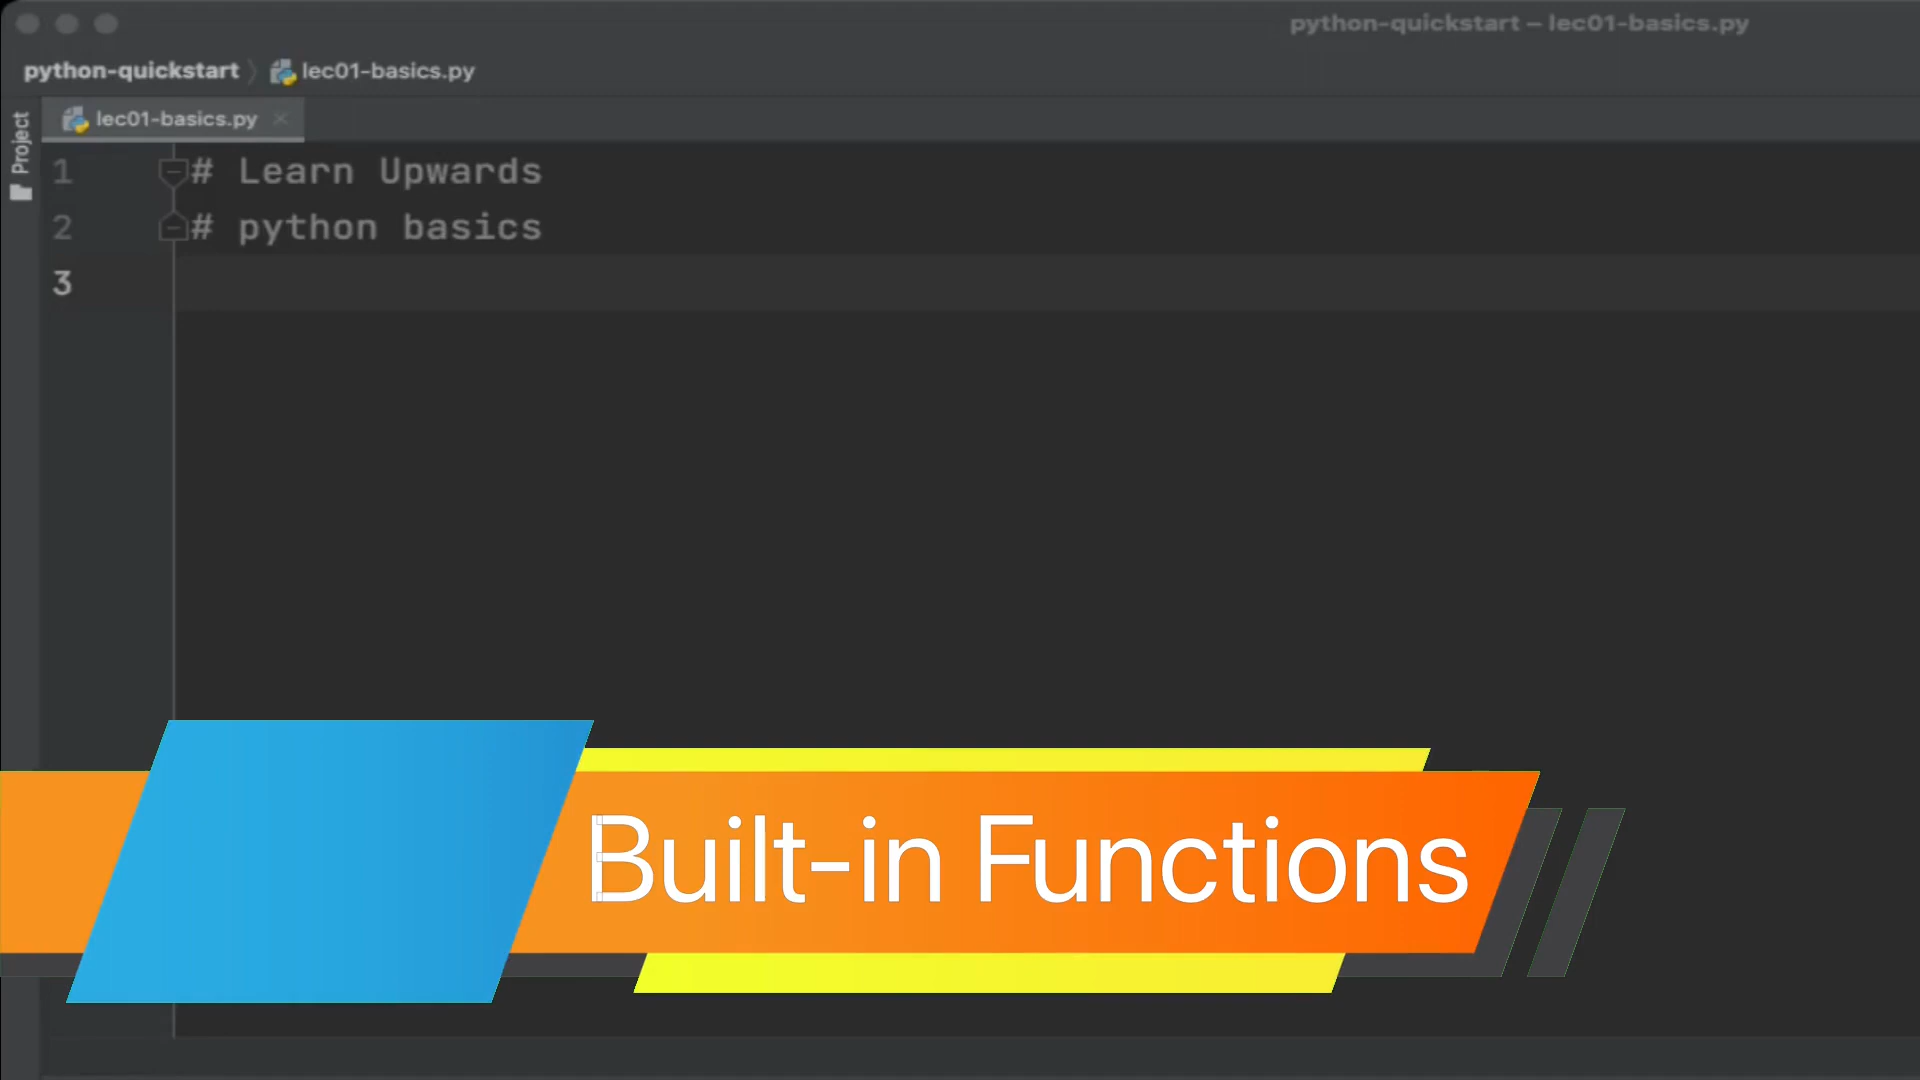 python-quickstart – lec01-basics.py
python-quickstart lec01-basics.py
lec01-basics.py
Project
1 # Learn Upwards
2 # python basics
3
Built-in Functions